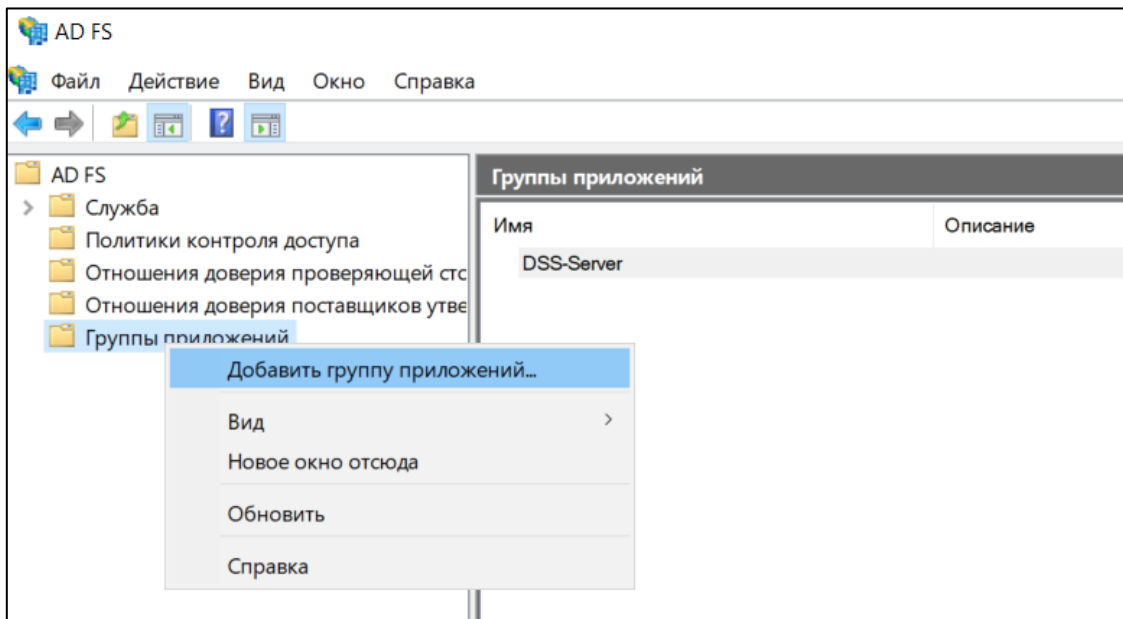 AD FS
Файл Действие Вид Окно Справка
AD FS
Служба
Политики контроля доступа
Отношения доверия проверяющей сто
Отношения доверия поставщиков утве
Группы приложений
Группы приложений
Имя Описание
DSS-Server
Добавить группу приложений...
Вид
Новое окно отсюда
Обновить
Справка